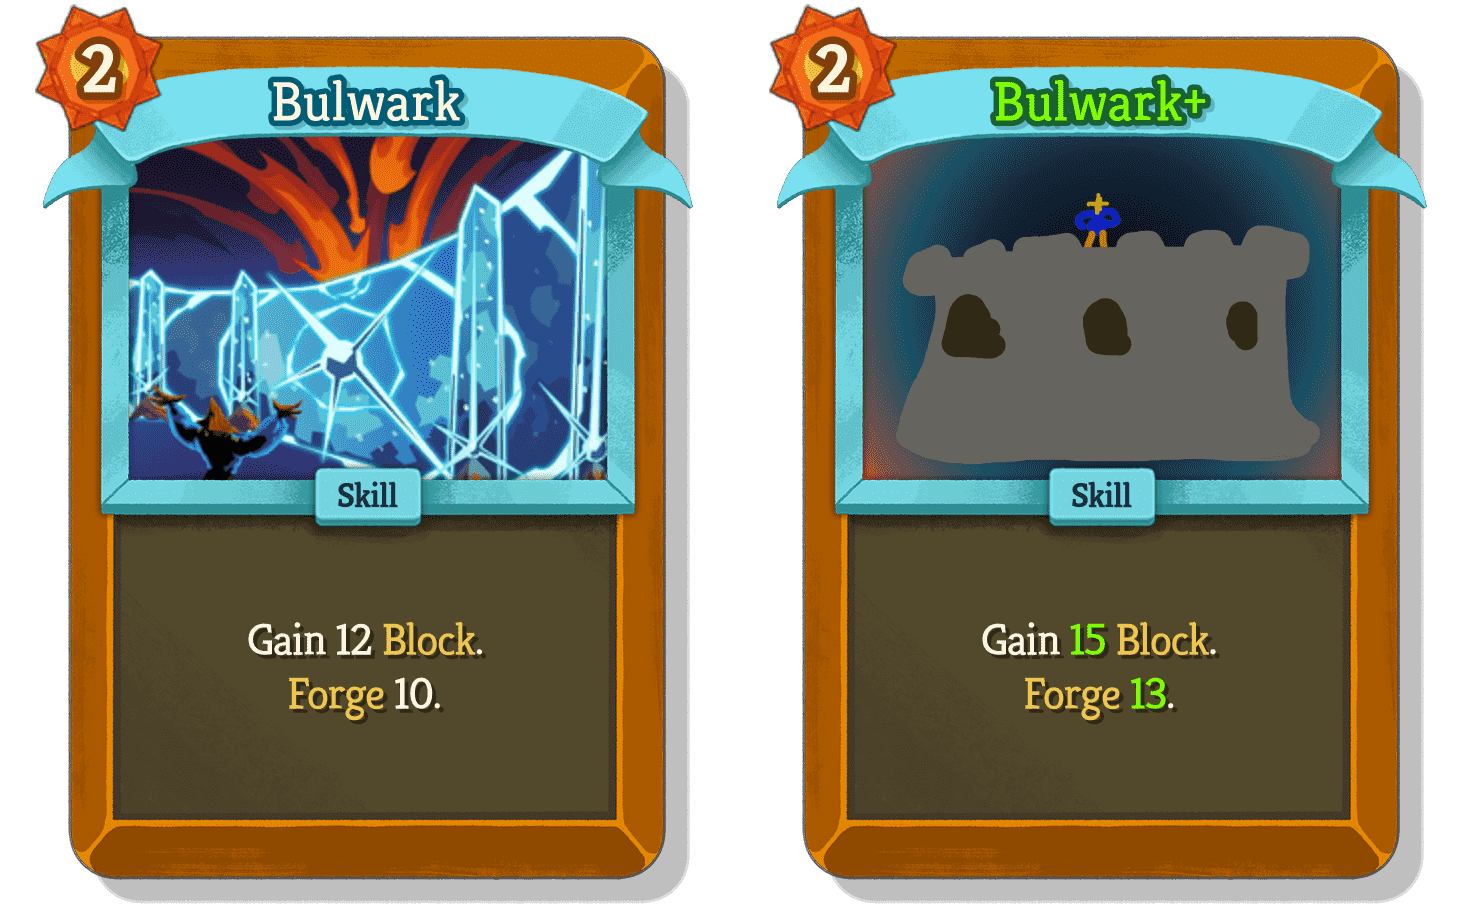 2
Bulwark
Skill
Gain 12 Block.
Forge 10.
2
Bulwark+
Skill
Gain 15 Block.
Forge 13.